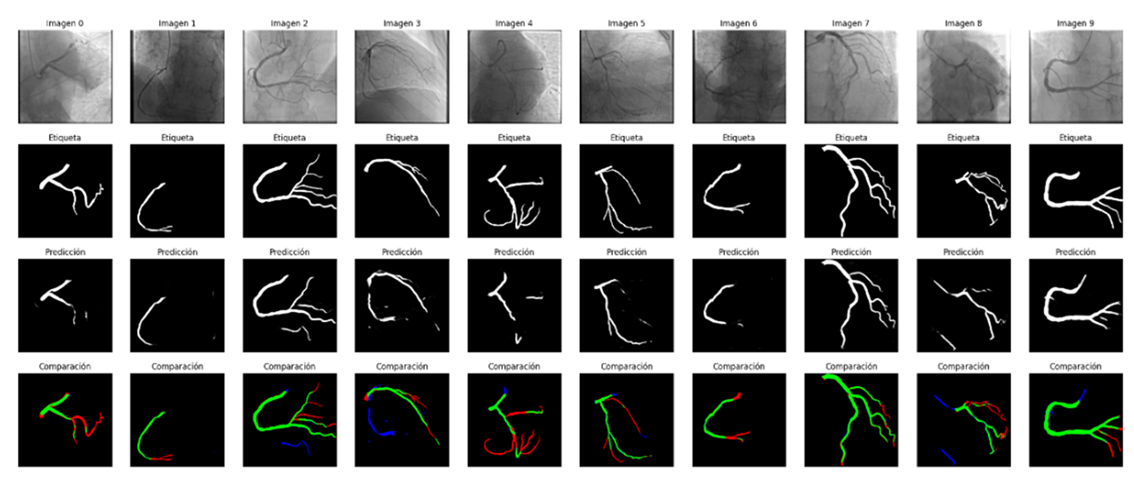 Imagen 0 Imagen 1 Imagen 2 Imagen 3 Imagen 4 Imagen 5 Imagen 6 Imagen 7 Imagen 8 Imagen 9
Etiqueta Etiqueta Etiqueta Etiqueta Etiqueta Etiqueta Etiqueta Etiqueta Etiqueta Etiqueta
Predicción Predicción Predicción Predicción Predicción Predicción Predicción Predicción Predicción Predicción
Comparación Comparación Comparación Comparación Comparación Comparación Comparación Comparación Comparación Comparación